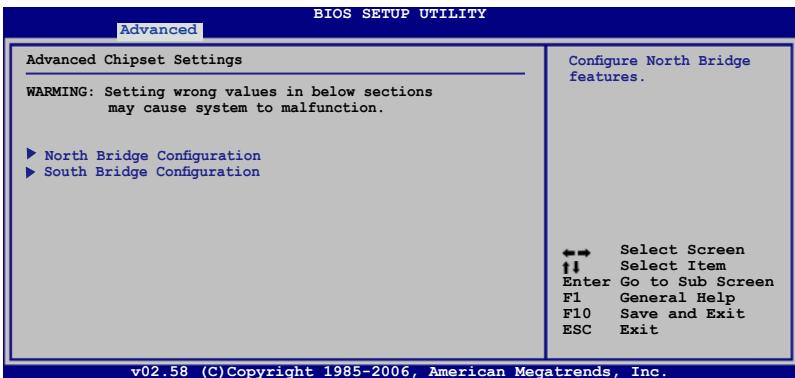 BIOS SETUP UTILITY
Advanced
Advanced Chipset Settings
WARMING: Setting wrong values in below sections
may cause system to malfunction.
North Bridge Configuration
South Bridge Configuration
Configure North Bridge
features.
Select Screen
Select Item
Enter Go to Sub Screen
F1 General Help
F10 Save and Exit
ESC Exit
v02.58 (C)Copyright 1985-2006, American Megatrends, Inc.